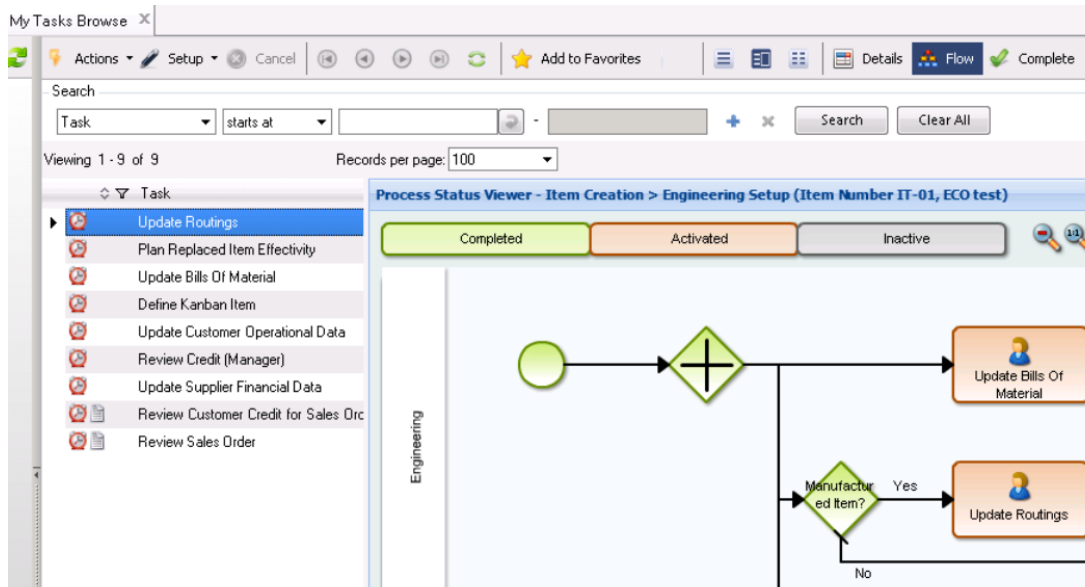 My Tasks Browse X
Actions Setup Cancel Add to Favorites Details Flow Complete
Search
Task starts at - Search Clear All
Viewing 1 - 9 of 9 Records per page: 100
Task
Update Routings
Plan Replaced Item Effectivity
Update Bills Of Material
Define Kanban Item
Update Customer Operational Data
Review Credit (Manager)
Update Supplier Financial Data
Review Customer Credit for Sales Orc
Review Sales Order
Process Status Viewer - Item Creation > Engineering Setup (Item Number IT-01, ECO test)
Completed Activated Inactive 1:1
Engineering
Update Bills Of
Material
Manufactur
ed Item?
Yes
Update Routings
No